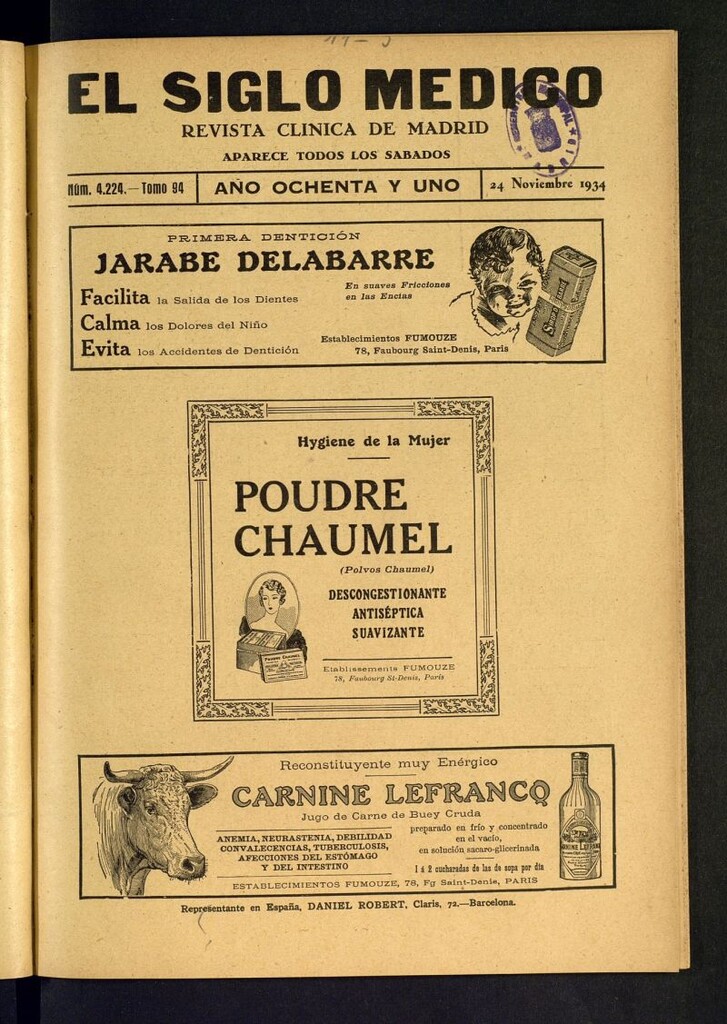 EL SIGLO MEDICO
REVISTA CLINICA DE MADRID
APARECE TODOS LOS SABADOS
Núm. 4.224.—Tomo 94
AÑO OCHENTA Y UNO
24 Noviembre 1934
PRIMERA DENTICIÓN
JARABE DELABARRE
Facilita la Salida de los Dientes
Calma los Dolores del Niño
Evita los Accidentes de Dentición
En suaves Fricciones
en las Encias
Establecimientos FUMOUZE
78, Faubourg Saint-Denis, Paris
Hygiene de la Mujer
POUDRE
CHAUMEL
(Polvos Chaumel)
DESCONGESTIONANTE
ANTISÉPTICA
SUAVIZANTE
Etablissements FUMOUZE
78, Faubourg St-Denis, Paris
Reconstituyente muy Enérgico
CARNINE LEFRANCQ
Jugo de Carne de Buey Cruda
ANEMIA, NEURASTENIA, DEBILIDAD
CONVALECENCIAS, TUBERCULOSIS,
AFECCIONES DEL ESTÓMAGO
Y DEL INTESTINO
preparado en frío y concentrado
en el vacío,
en solución sacaro-glicerinada
1 á 2 cucharadas de las de sopa por dia
ESTABLECIMIENTOS FUMOUZE, 78, Fg Saint-Denis, PARIS
Representante en España, DANIEL ROBERT, Claris, 72.—Barcelona.